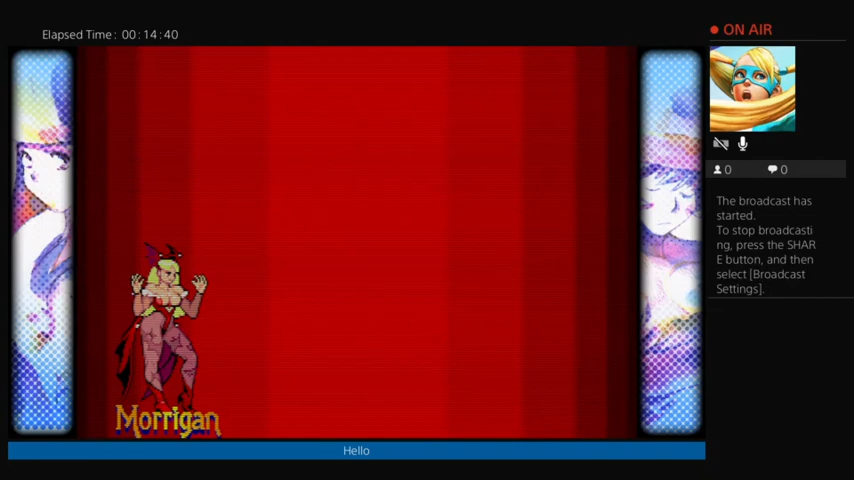 Elapsed Time: 00:14:40
ON AIR
0 0
The broadcast has
started.
To stop broadcasti
ng, press the SHAR
E button, and then
select [Broadcast
Settings].
Morrigan
Hello